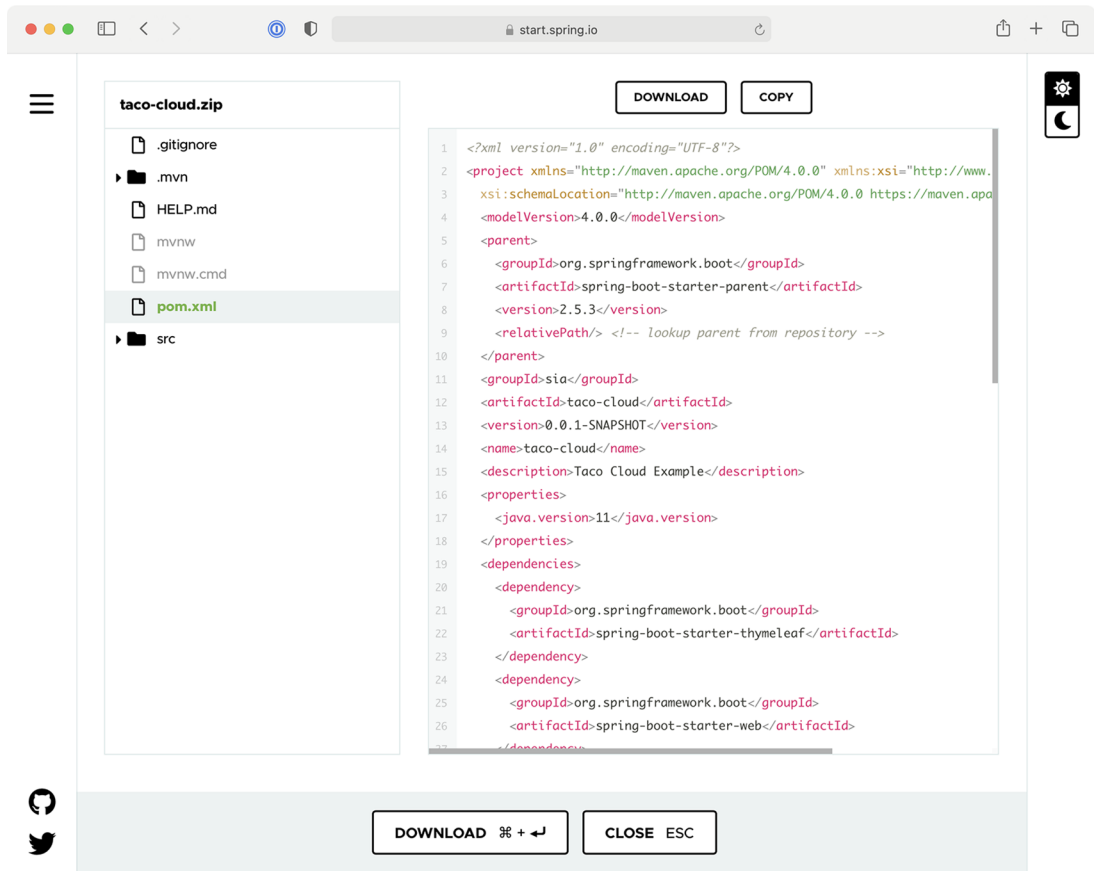 start.spring.io
taco-cloud.zip
.gitignore
.mvn
HELP.md
mvnw
mvnw.cmd
pom.xml
src
DOWNLOAD
COPY
1 <?xml version="1.0" encoding="UTF-8"?>
2 <project xmlns="http://maven.apache.org/POM/4.0.0" xmlns:xsi="http://www.
3 xsi:schemaLocation="http://maven.apache.org/POM/4.0.0 https://maven.apa
4 <modelVersion>4.0.0</modelVersion>
5 <parent>
6 <groupId>org.springframework.boot</groupId>
7 <artifactId>spring-boot-starter-parent</artifactId>
8 <version>2.5.3</version>
9 <relativePath/> <!-- lookup parent from repository -->
10 </parent>
11 <groupId>sia</groupId>
12 <artifactId>taco-cloud</artifactId>
13 <version>0.0.1-SNAPSHOT</version>
14 <name>taco-cloud</name>
15 <description>Taco Cloud Example</description>
16 <properties>
17 <java.version>11</java.version>
18 </properties>
19 <dependencies>
20 <dependency>
21 <groupId>org.springframework.boot</groupId>
22 <artifactId>spring-boot-starter-thymeleaf</artifactId>
23 </dependency>
24 <dependency>
25 <groupId>org.springframework.boot</groupId>
26 <artifactId>spring-boot-starter-web</artifactId>
27 </dependency>
DOWNLOAD ⌘ + ↵
CLOSE ESC